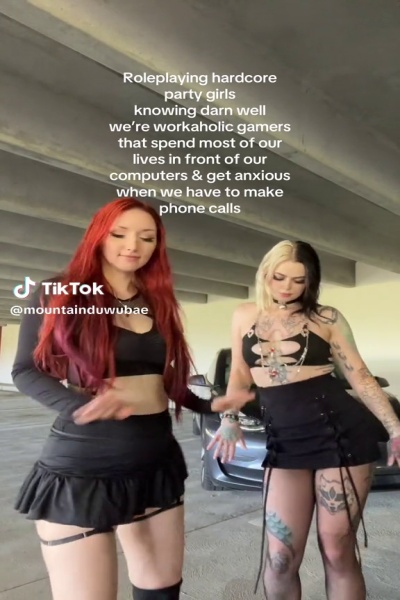 Roleplaying hardcore
party girls
knowing darn well
we’re workaholic gamers
that spend most of our
lives in front of our
computers & get anxious
when we have to make
phone calls
TikTok
@mountainduwubae